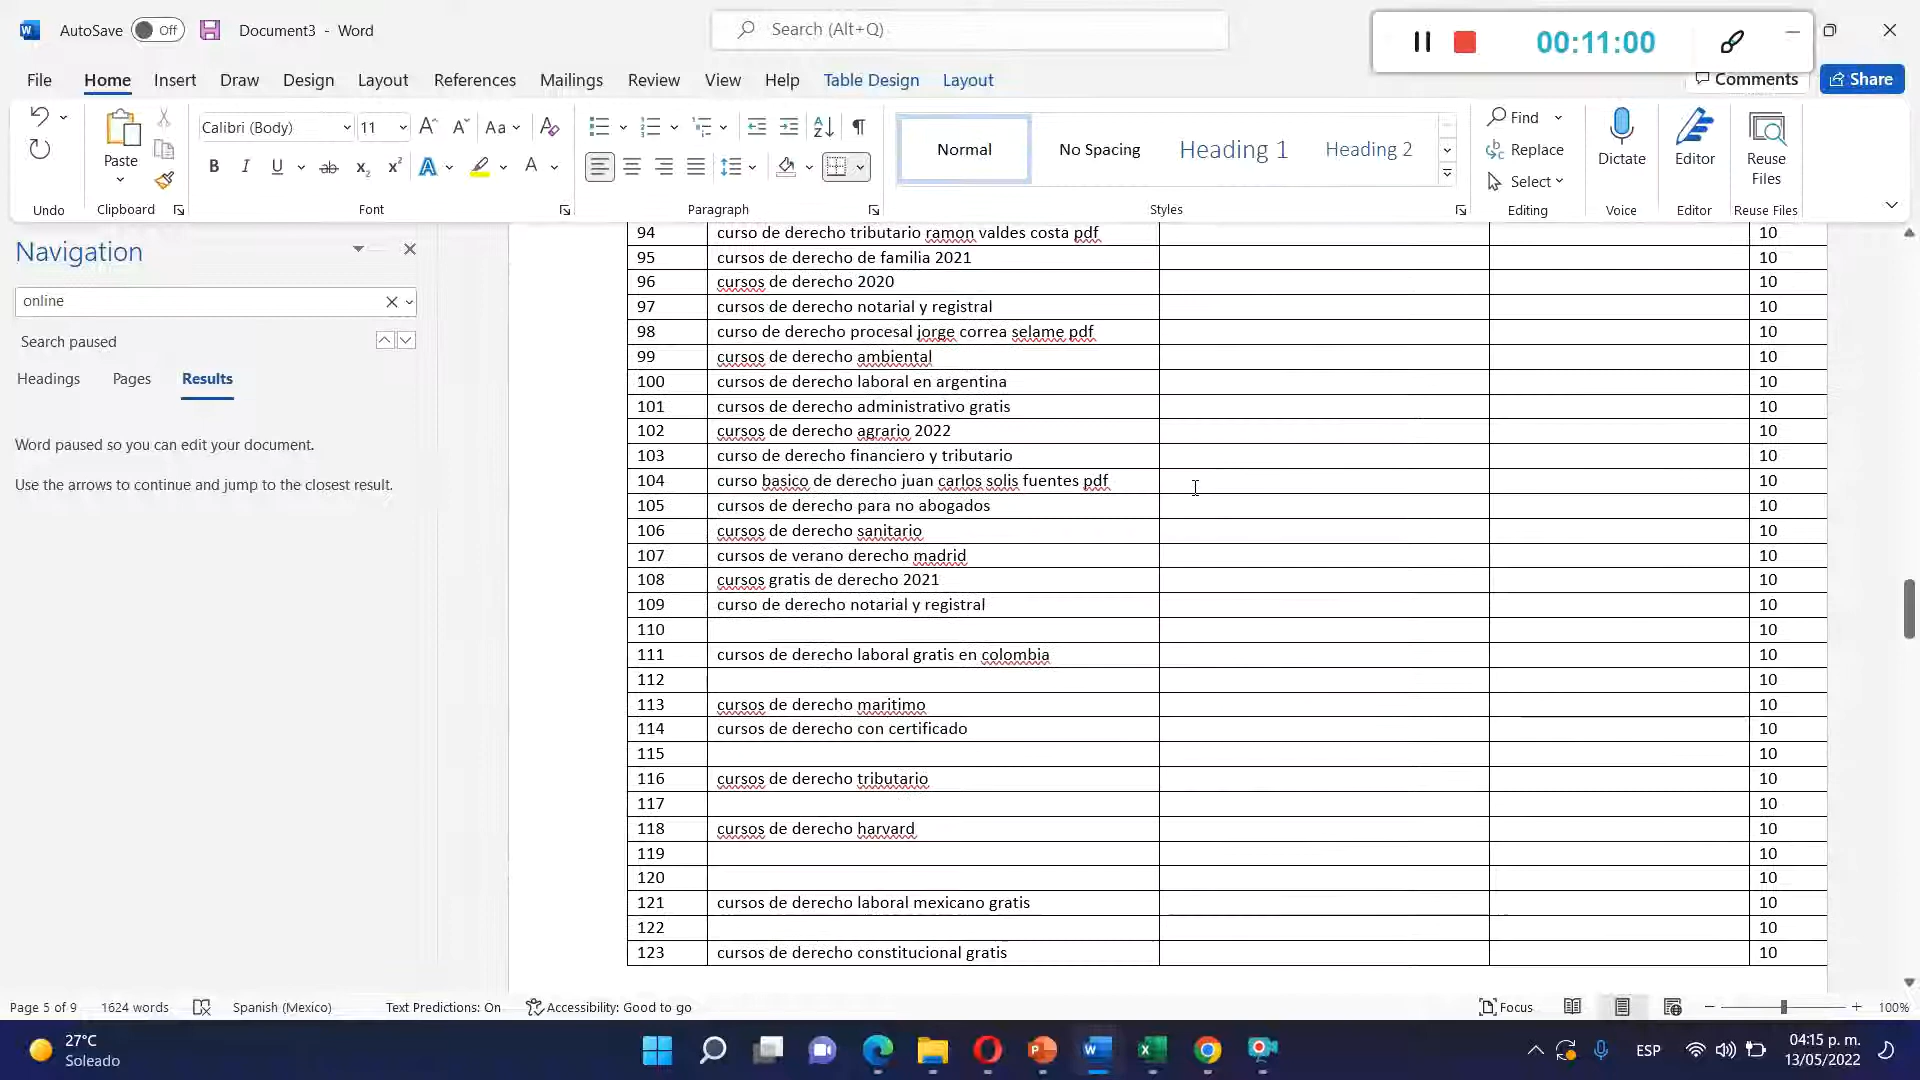 AutoSave Off Document3 - Word Search (Alt+Q) 00:11:00
File Home Insert Draw Design Layout References Mailings Review View Help Table Design Layout Comments Share
Paste Calibri (Body) 11 Aa Normal No Spacing Heading 1 Heading 2 Find Replace Select Dictate Editor Reuse Files
Undo Clipboard Font Paragraph Styles Editing Voice Editor Reuse Files
Navigation
online
Search paused
Headings Pages Results
Word paused so you can edit your document.
Use the arrows to continue and jump to the closest result.
94 curso de derecho tributario ramon valdes costa pdf 10
95 cursos de derecho de familia 2021 10
96 cursos de derecho 2020 10
97 cursos de derecho notarial y registral 10
98 curso de derecho procesal jorge correa selame pdf 10
99 cursos de derecho ambiental 10
100 cursos de derecho laboral en argentina 10
101 cursos de derecho administrativo gratis 10
102 cursos de derecho agrario 2022 10
103 curso de derecho financiero y tributario 10
104 curso basico de derecho juan carlos solis fuentes pdf 10
105 cursos de derecho para no abogados 10
106 cursos de derecho sanitario 10
107 cursos de verano derecho madrid 10
108 cursos gratis de derecho 2021 10
109 curso de derecho notarial y registral 10
110 10
111 cursos de derecho laboral gratis en colombia 10
112 10
113 cursos de derecho maritimo 10
114 cursos de derecho con certificado 10
115 10
116 cursos de derecho tributario 10
117 10
118 cursos de derecho harvard 10
119 10
120 10
121 cursos de derecho laboral mexicano gratis 10
122 10
123 cursos de derecho constitucional gratis 10
Page 5 of 9 1624 words Spanish (Mexico) Text Predictions: On Accessibility: Good to go Focus 100%
27°C
Soleado
ESP
04:15 p. m.
13/05/2022